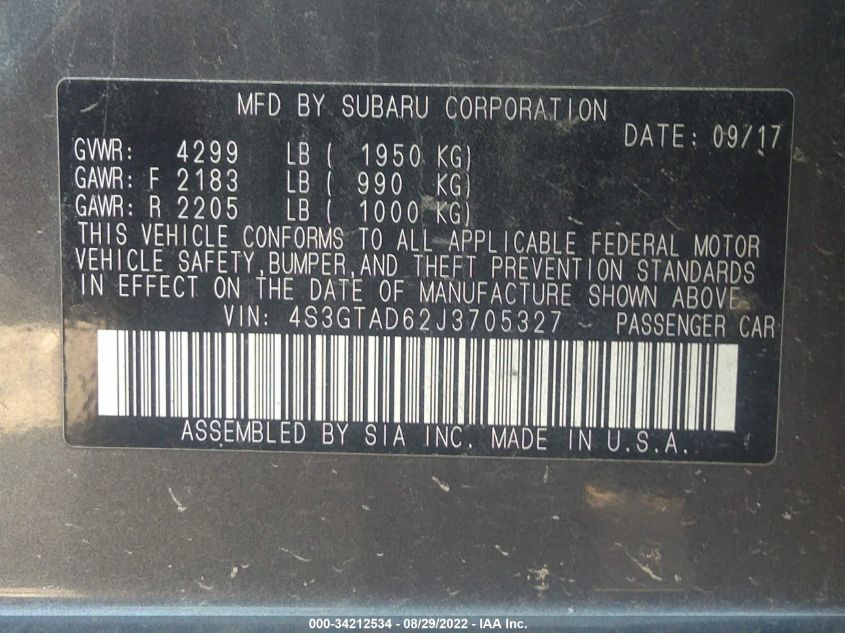 MFD BY SUBARU CORPORATION
DATE: 09/17
GVWR: 4299 LB ( 1950 KG)
GAWR: F 2183 LB ( 990 KG)
GAWR: R 2205 LB ( 1000 KG)
THIS VEHICLE CONFORMS TO ALL APPLICABLE FEDERAL MOTOR
VEHICLE SAFETY, BUMPER, AND THEFT PREVENTION STANDARDS
IN EFFECT ON THE DATE OF MANUFACTURE SHOWN ABOVE.
VIN: 4S3GTAD62J3705327 - PASSENGER CAR
ASSEMBLED BY SIA INC. MADE IN U.S.A.
000-34212534 - 08/29/2022 - IAA Inc.